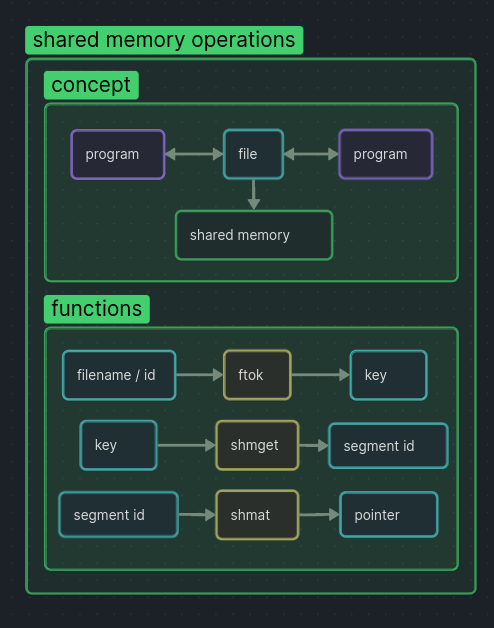 shared memory operations
concept
program
file
program
shared memory
functions
filename / id
ftok
key
key
shmget
segment id
segment id
shmat
pointer